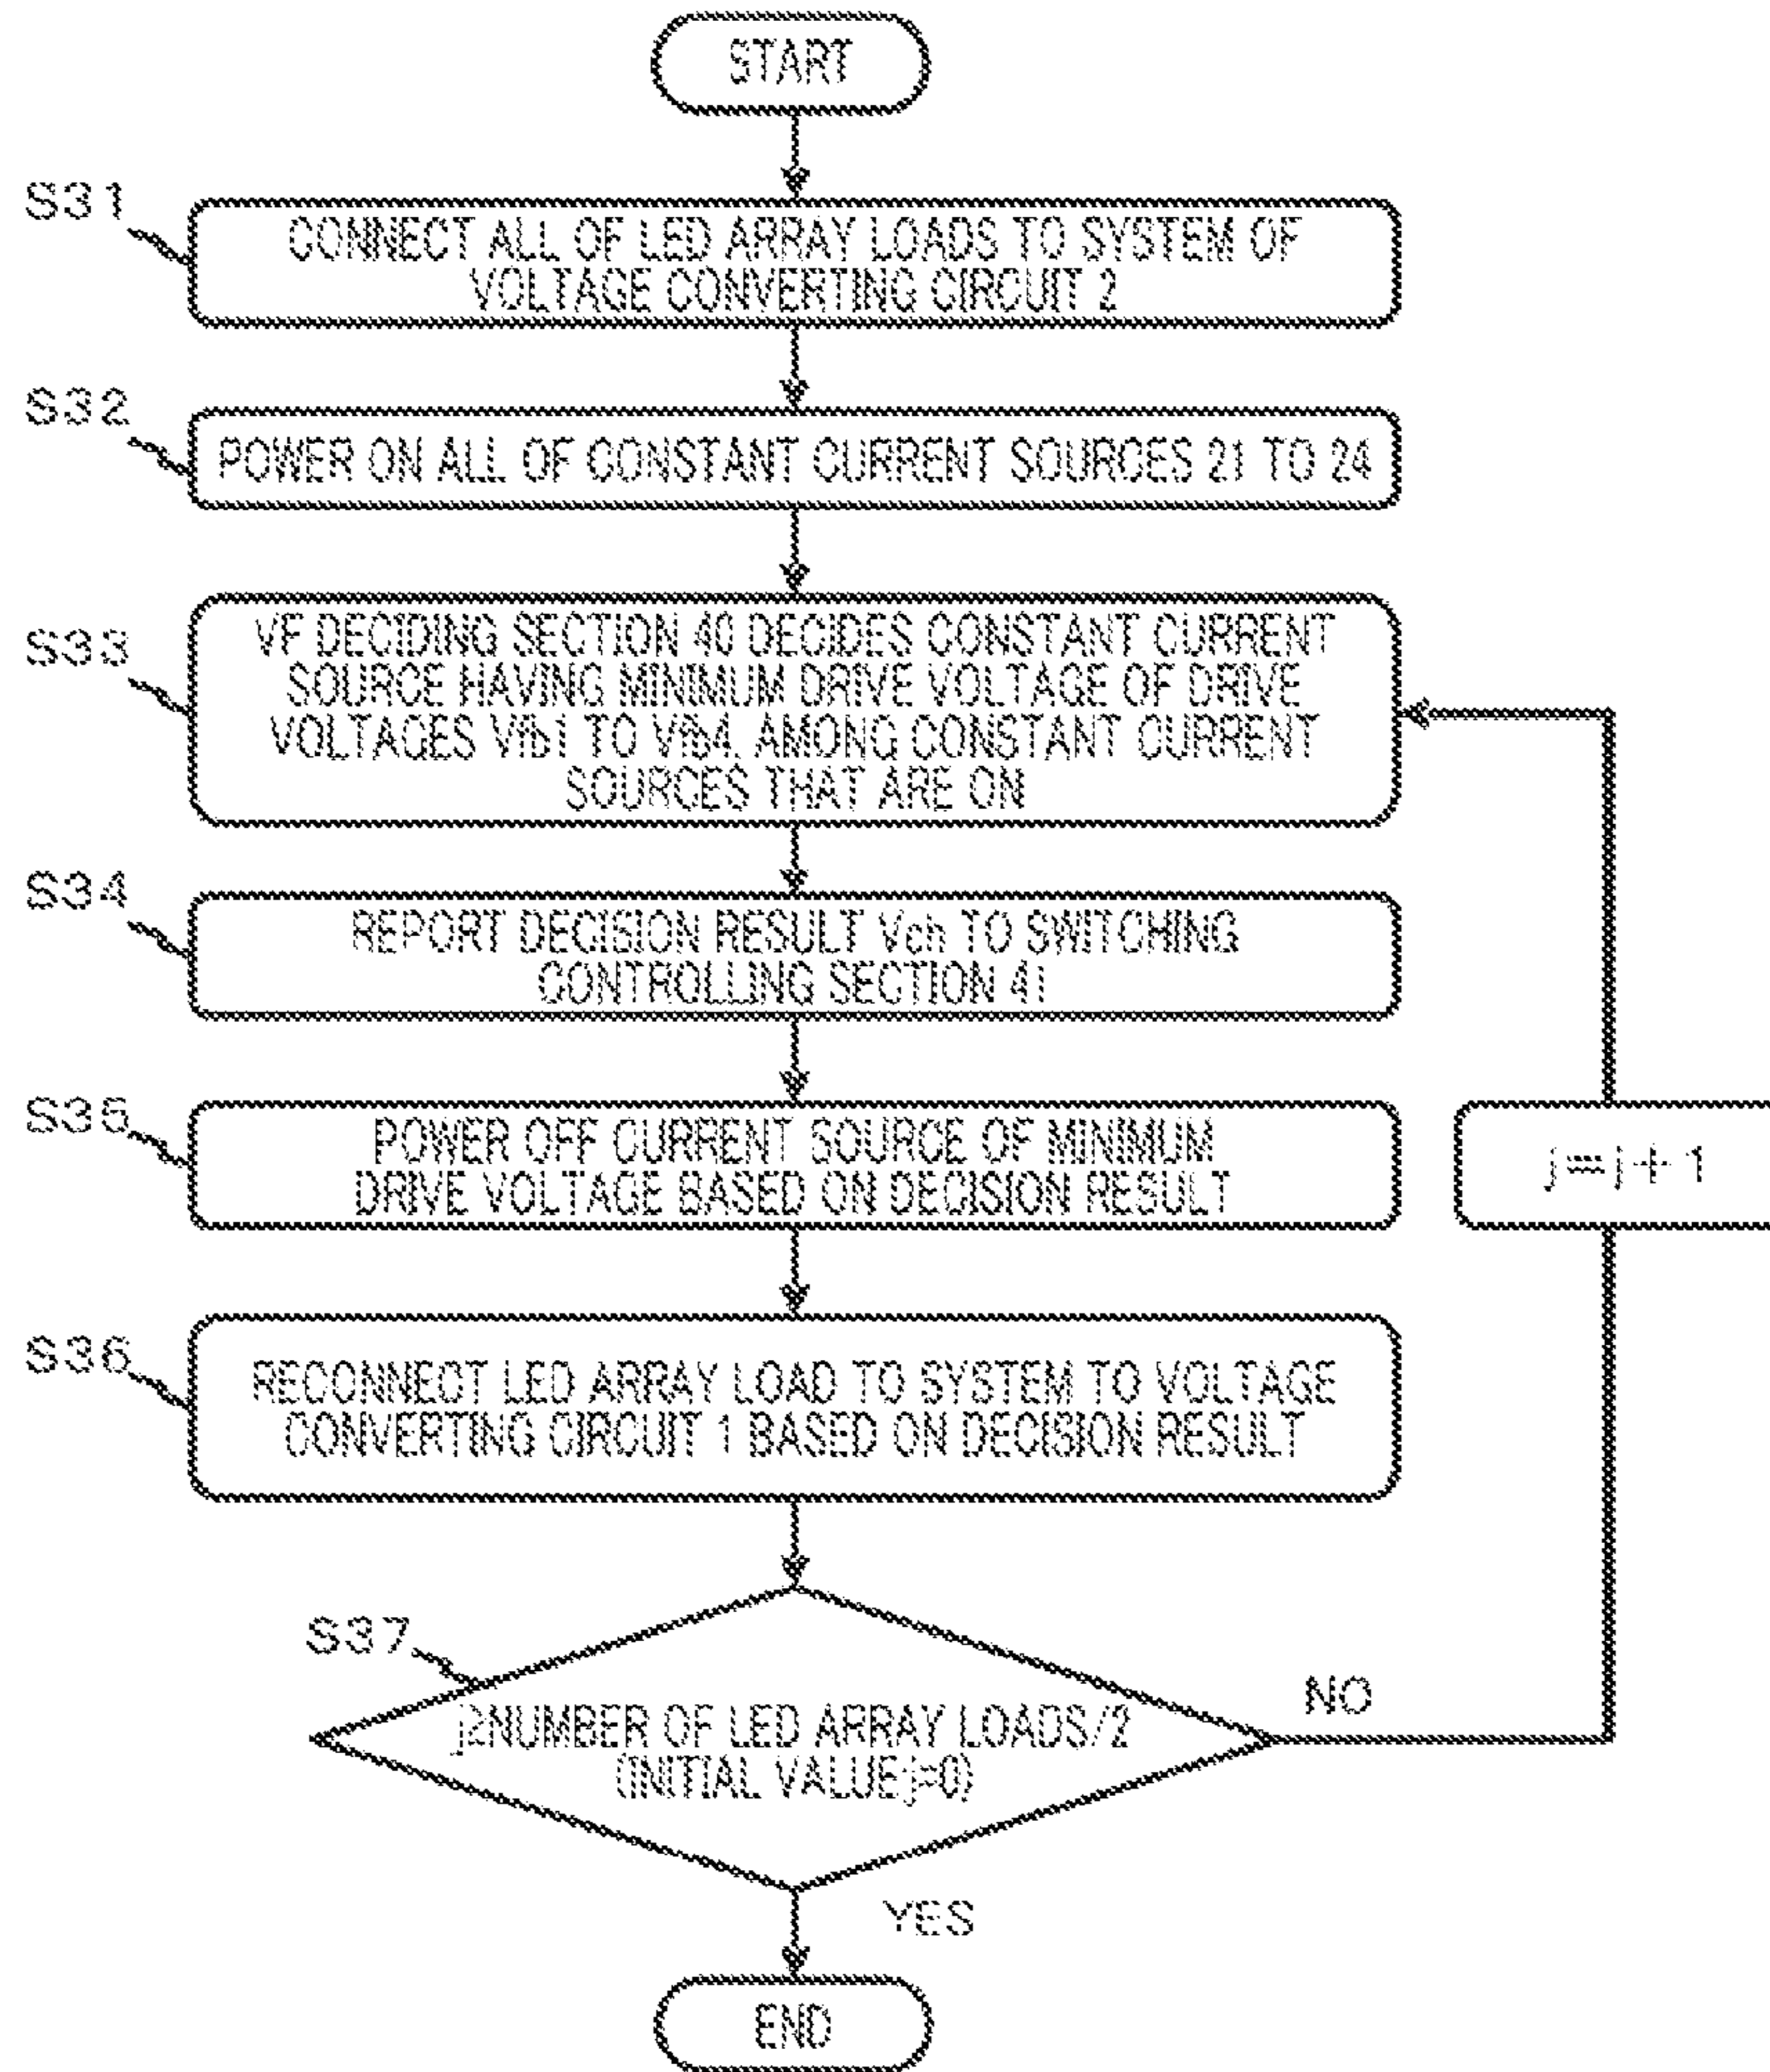 START
S31
CONNECT ALL OF LED ARRAY LOADS TO SYSTEM OF
VOLTAGE CONVERTING CIRCUIT 2
S32
POWER ON ALL OF CONSTANT CURRENT SOURCES 21 TO 24
S33
VF DECIDING SECTION 40 DECIDES CONSTANT CURRENT
SOURCE HAVING MINIMUM DRIVE VOLTAGE OF DRIVE
VOLTAGES Vfb1 TO Vfb4, AMONG CONSTANT CURRENT
SOURCES THAT ARE ON
S34
REPORT DECISION RESULT Vch TO SWITCHING
CONTROLLING SECTION 41
S35
POWER OFF CURRENT SOURCE OF MINIMUM
DRIVE VOLTAGE BASED ON DECISION RESULT
j=j+1
S36
RECONNECT LED ARRAY LOAD TO SYSTEM TO VOLTAGE
CONVERTING CIRCUIT 1 BASED ON DECISION RESULT
S37
j≥NUMBER OF LED ARRAY LOADS/2
(INITIAL VALUE:j=0)
NO
YES
END